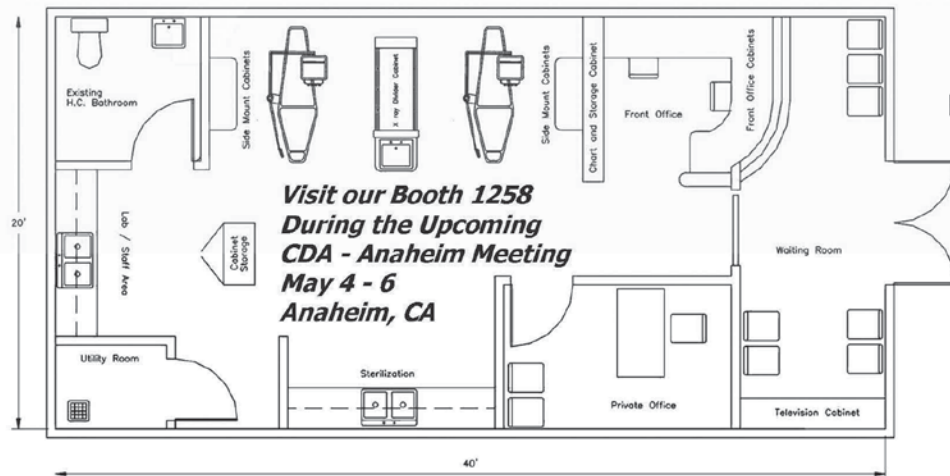 Existing
H.C. Bathroom
Side Mount Cabinets
X ray Divider Cabinet
Side Mount Cabinets
Chart and Storage Cabinet
Front Office
Front Office Cabinets
20'
Lab / Staff Area
Cabinet
Storage
Visit our Booth 1258
During the Upcoming
CDA - Anaheim Meeting
May 4 - 6
Anaheim, CA
Waiting Room
Utility Room
Sterilization
Private Office
Television Cabinet
40'